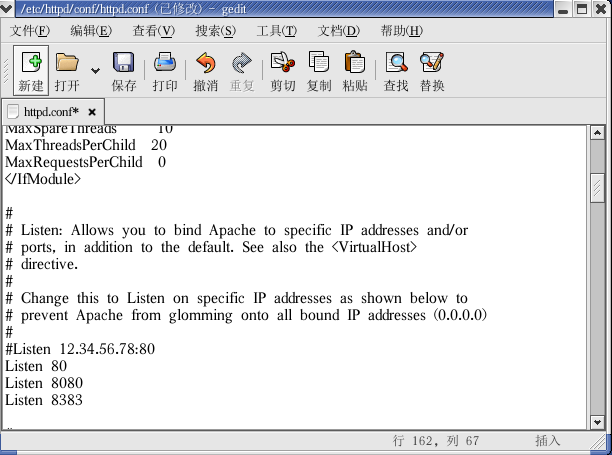 /etc/httpd/conf/httpd.conf (已修改) - gedit
文件(F) 编辑(E) 查看(V) 搜索(S) 工具(T) 文档(D) 帮助(H)
新建 打开 保存 打印 撤消 重复 剪切 复制 粘贴 查找 替换
httpd.conf*
MaxSpareThreads 10
MaxThreadsPerChild 20
MaxRequestsPerChild 0
</IfModule>
#
# Listen: Allows you to bind Apache to specific IP addresses and/or
# ports, in addition to the default. See also the <VirtualHost>
# directive.
#
# Change this to Listen on specific IP addresses as shown below to
# prevent Apache from glomming onto all bound IP addresses (0.0.0.0)
#
#Listen 12.34.56.78:80
Listen 80
Listen 8080
Listen 8383
行 162, 列 67 插入